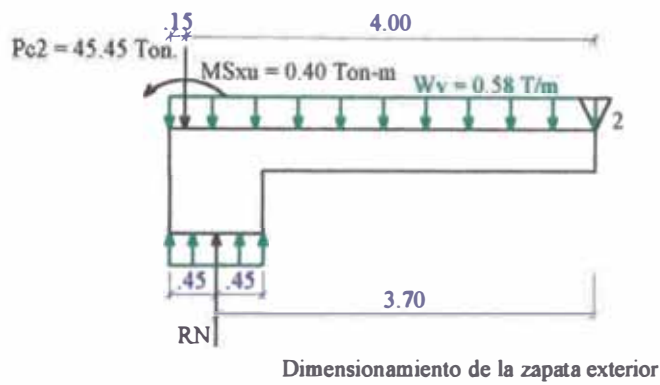 .15 4.00
Pc2 = 45.45 Ton.
MSxu = 0.40 Ton-m
Wv = 0.58 T/m
2
.45 .45
3.70
RN
Dimensionamiento de la zapata exterior